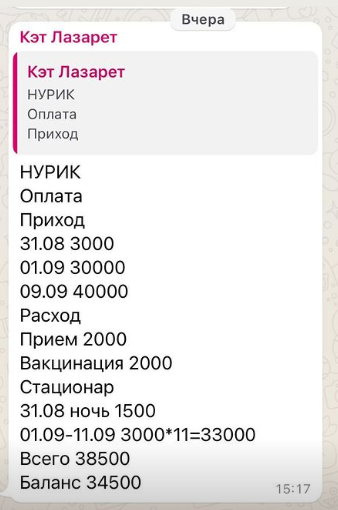 Вчера
Кэт Лазарет
Кэт Лазарет
НУРИК
Оплата
Приход
НУРИК
Оплата
Приход
31.08 3000
01.09 30000
09.09 40000
Расход
Прием 2000
Вакцинация 2000
Стационар
31.08 ночь 1500
01.09-11.09 3000*11=33000
Всего 38500
Баланс 34500
15:17